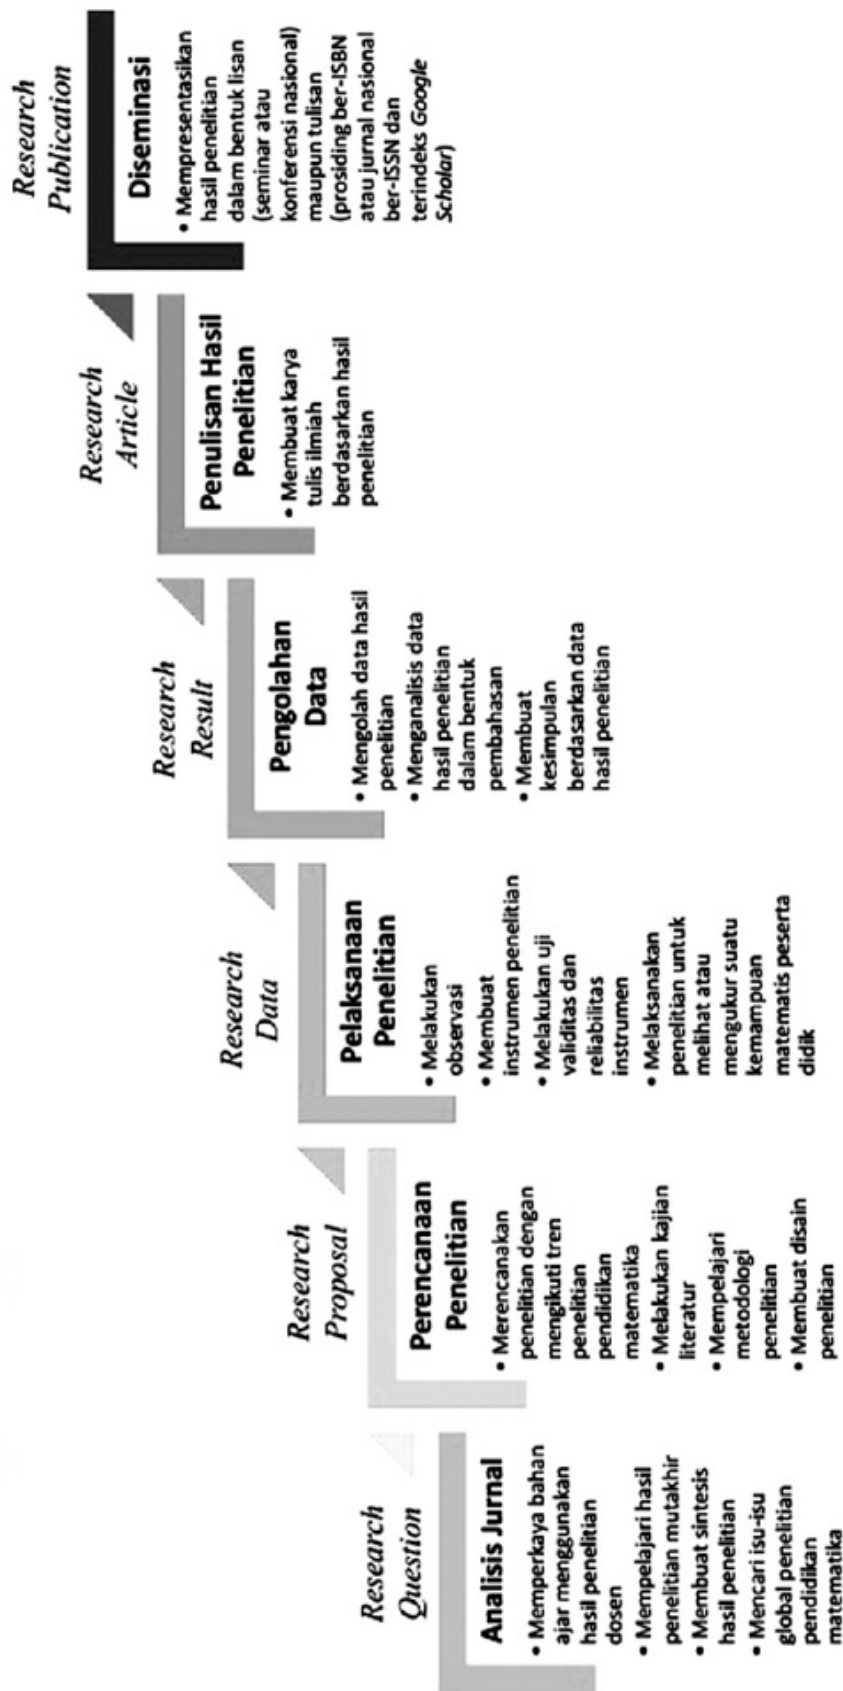 Research
Question
Analisis Jurnal
• Memperkaya bahan
ajar menggunakan
hasil penelitian
dosen
• Mempelajari hasil
penelitian mutakhir
• Membuat sintesis
hasil penelitian
• Mencari isu-isu
global penelitian
pendidikan
matematika
Research
Proposal
Perencanaan
Penelitian
• Merencanakan
penelitian dengan
mengikuti tren
penelitian
pendidikan
matematika
• Melakukan kajian
literatur
• Mempelajari
metodologi
penelitian
• Membuat disain
penelitian
Research
Data
Pelaksanaan
Penelitian
• Melakukan
observasi
• Membuat
instrumen penelitian
• Melakukan uji
validitas dan
reliabilitas
instrumen
• Melaksanakan
penelitian untuk
melihat atau
mengukur suatu
kemampuan
matematis peserta
didik
Research
Result
Pengolahan
Data
• Mengolah data hasil
penelitian
• Menganalisis data
hasil penelitian
dalam bentuk
pembahasan
• Membuat
kesimpulan
berdasarkan data
hasil penelitian
Research
Article
Penulisan Hasil
Penelitian
• Membuat karya
tulis ilmiah
berdasarkan hasil
penelitian
Research
Publication
Diseminasi
• Mempresentasikan
hasil penelitian
dalam bentuk lisan
(seminar atau
konferensi nasional)
maupun tulisan
(prosiding ber-ISBN
atau jurnal nasional
ber-ISSN dan
terindeks Google
Scholar)